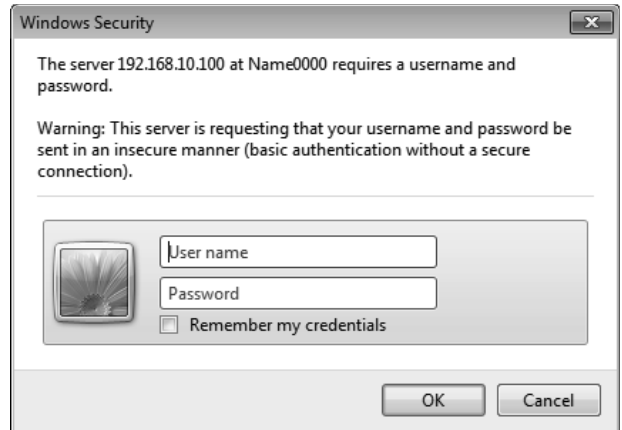 Windows Security
The server 192.168.10.100 at Name0000 requires a username and
password.
Warning: This server is requesting that your username and password be
sent in an insecure manner (basic authentication without a secure
connection).
User name
Password
Remember my credentials
OK
Cancel